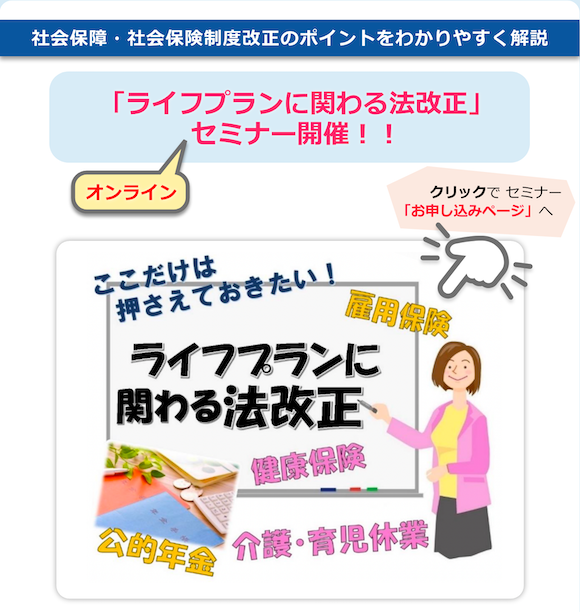 社会保障・社会保険制度改正のポイントをわかりやすく解説
「ライフプランに関わる法改正」
セミナー開催！！
オンライン
クリックで セミナー
「お申し込みページ」へ
ここだけは
押さえておきたい！
雇用保険
ライフプランに
関わる法改正
健康保険
公的年金
介護・育児休業